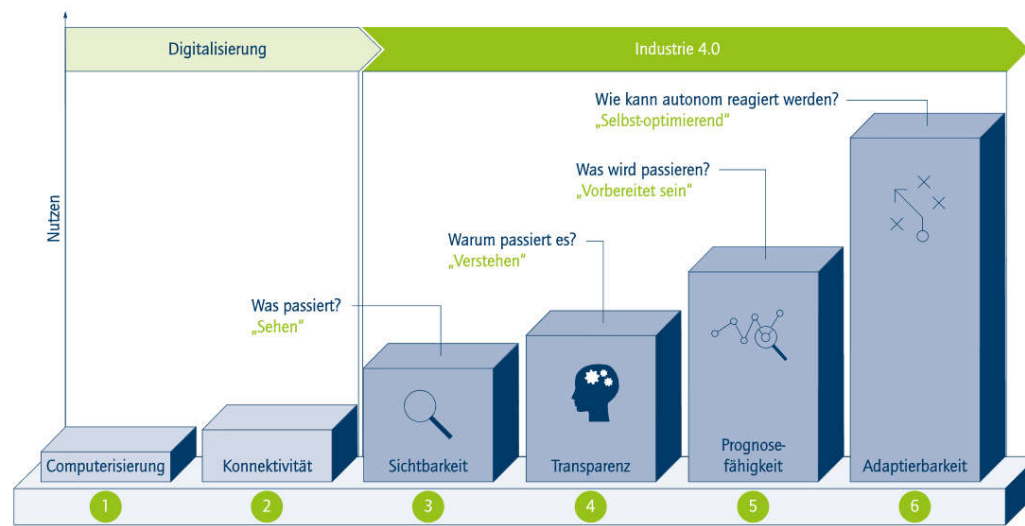 Digitalisierung
Industrie 4.0
Nutzen
Wie kann autonom reagiert werden?
„Selbst-optimierend“
Was wird passieren?
„Vorbereitet sein“
Warum passiert es?
„Verstehen“
Was passiert?
„Sehen“
Computerisierung
Konnektivität
Sichtbarkeit
Transparenz
Prognose-
fähigkeit
Adaptierbarkeit
1
2
3
4
5
6